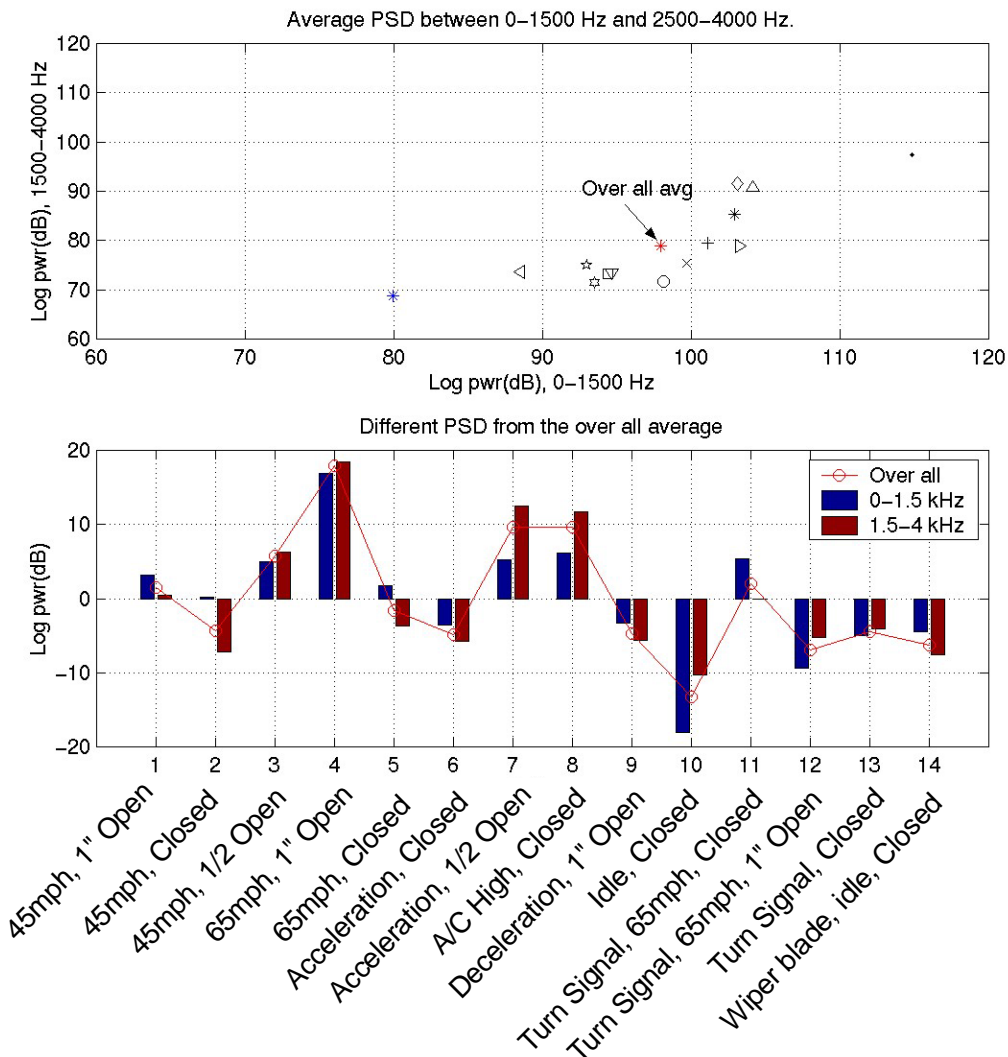 Average PSD between 0−1500 Hz and 2500−4000 Hz.
120
110
100
90
80
70
60
Log pwr(dB), 1500−4000 Hz
Over all avg
60 70 80 90 100 110 120
Log pwr(dB), 0−1500 Hz
Different PSD from the over all average
20
10
0
−10
−20
Log pwr(dB)
Over all
0−1.5 kHz
1.5−4 kHz
1 2 3 4 5 6 7 8 9 10 11 12 13 14
45mph, 1" Open
45mph, Closed
45mph, 1/2 Open
65mph, 1" Open
65mph, Closed
Acceleration, Closed
Acceleration, 1/2 Open
A/C High, Closed
Deceleration, 1" Open
Idle, Closed
Turn Signal, 65mph, Closed
Turn Signal, 65mph, 1" Open
Turn Signal, Closed
Wiper blade, idle, Closed